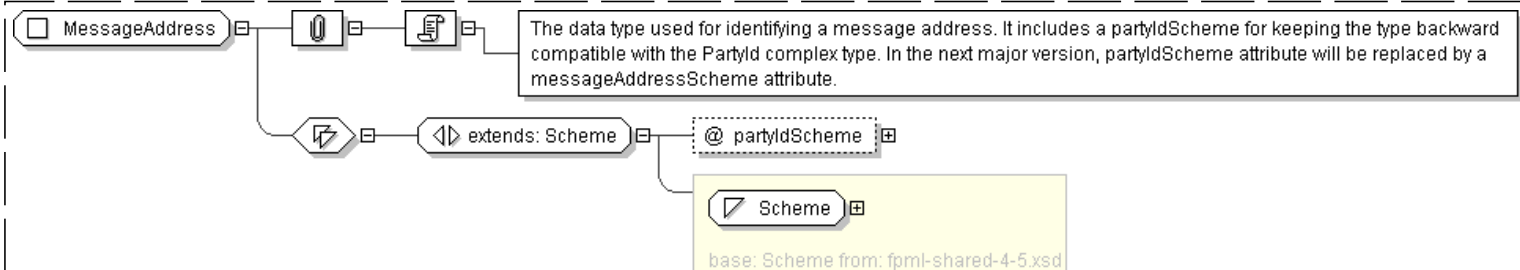 MessageAddress
The data type used for identifying a message address. It includes a partyIdScheme for keeping the type backward
compatible with the PartyId complex type. In the next major version, partyIdScheme attribute will be replaced by a
messageAddressScheme attribute.
extends: Scheme
@ partyIdScheme
Scheme
base: Scheme from: fpml-shared-4-5.xsd